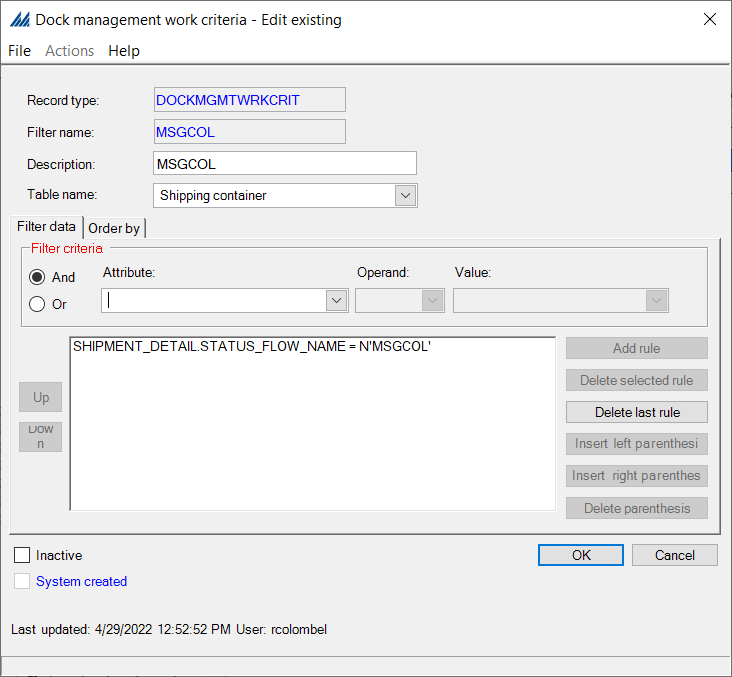 Dock management work criteria - Edit existing
File Actions Help
Record type: DOCKMGMTWRKCRIT
Filter name: MSGCOL
Description: MSGCOL
Table name: Shipping container
Filter data Order by
Filter criteria
And Attribute: Operand: Value:
Or
SHIPMENT_DETAIL.STATUS_FLOW_NAME = N'MSGCOL'
Add rule
Delete selected rule
Up
Delete last rule
Dow
n
Insert left parenthesi
Insert right parenthes
Delete parenthesis
Inactive OK Cancel
System created
Last updated: 4/29/2022 12:52:52 PM User: rcolombel